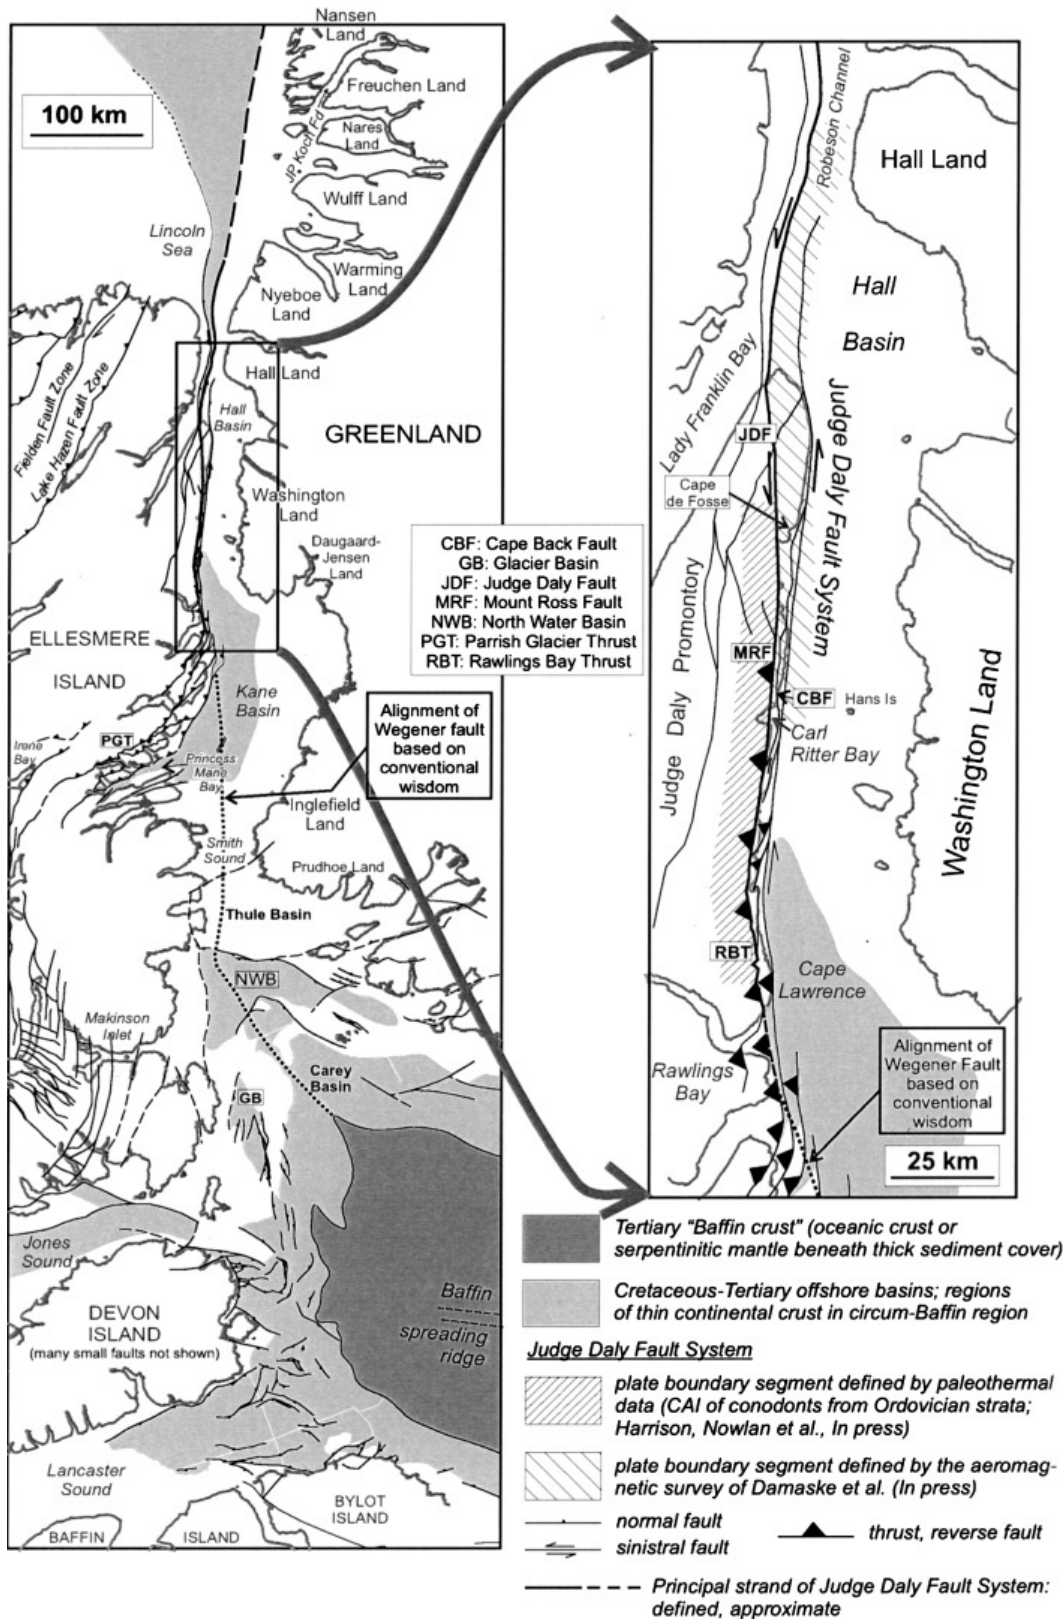 Nansen
Land
100 km
Freuchen Land
JP Koch Fd
Nares
Land
Wulff Land
Lincoln
Sea
Warming
Land
Nyeboe
Land
Hall Land
Fielden Fault Zone
Lake Hazen Fault Zone
Hall
Basin
GREENLAND
Washington
Land
Daugaard-
Jensen
Land
ELLESMERE
ISLAND
Kane
Basin
Irene
Bay
PGT
Princess
Marie
Bay
Alignment of
Wegener fault
based on
conventional
wisdom
Inglefield
Land
Smith
Sound
Prudhoe Land
Thule Basin
NWB
Makinson
Inlet
Carey
Basin
GB
Jones
Sound
DEVON
ISLAND
(many small faults not shown)
Baffin
spreading
ridge
Lancaster
Sound
BYLOT
ISLAND
BAFFIN
ISLAND
CBF: Cape Back Fault
GB: Glacier Basin
JDF: Judge Daly Fault
MRF: Mount Ross Fault
NWB: North Water Basin
PGT: Parrish Glacier Thrust
RBT: Rawlings Bay Thrust
Robeson Channel
Hall Land
Hall
Basin
Lady Franklin Bay
JDF
Judge Daly Fault System
Cape
de Fosse
Judge Daly Promontory
MRF
CBF
Hans Is
Carl
Ritter Bay
Washington Land
RBT
Cape
Lawrence
Rawlings
Bay
Alignment of
Wegener Fault
based on
conventional
wisdom
25 km
Tertiary “Baffin crust” (oceanic crust or
serpentinitic mantle beneath thick sediment cover)
Cretaceous-Tertiary offshore basins; regions
of thin continental crust in circum-Baffin region
Judge Daly Fault System
plate boundary segment defined by paleothermal
data (CAI of conodonts from Ordovician strata;
Harrison, Nowlan et al., In press)
plate boundary segment defined by the aeromag-
netic survey of Damaske et al. (In press)
normal fault
thrust, reverse fault
sinistral fault
Principal strand of Judge Daly Fault System:
defined, approximate